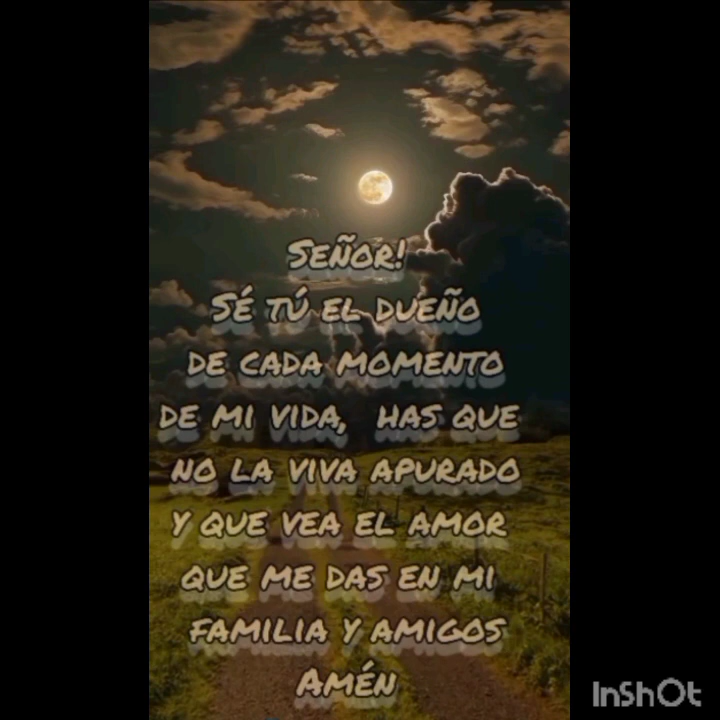 Señor!
Sé tú el dueño
de cada momento
de mi vida, has que
no la viva apurado
y que vea el amor
que me das en mi
familia y amigos
Amén
InShOt